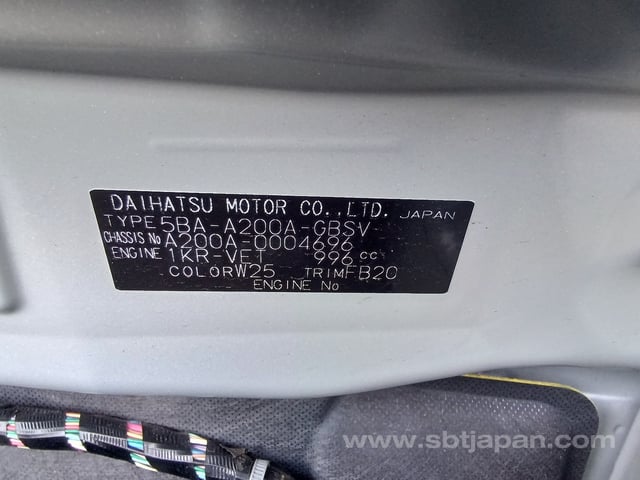 DAIHATSU MOTOR CO.,LTD. JAPAN
TYPE 5BA-A200A-GBSV
CHASSIS No A200A-0004696
ENGINE 1KR-VET 996 cc
COLOR W25 TRIM FB20
ENGINE No
www.sbtjapan.com